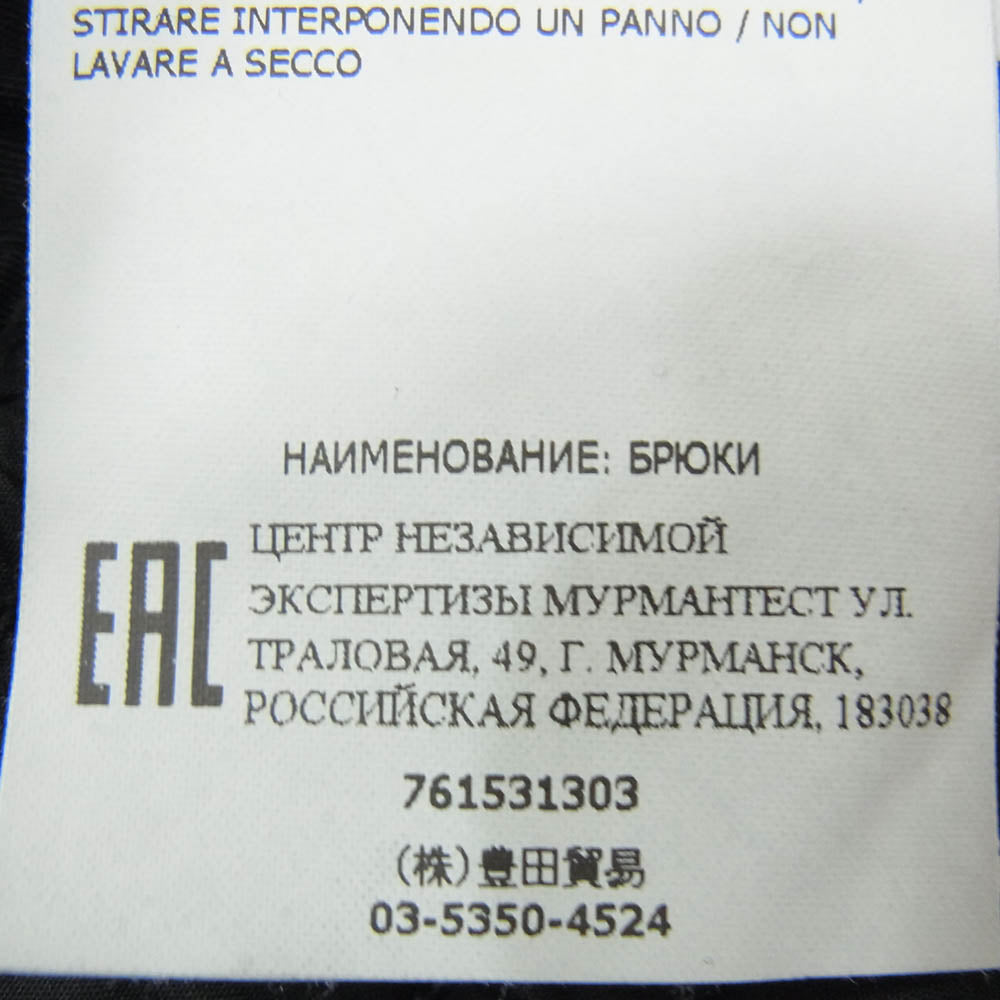 STIRARE INTERPONENDO UN PANNO / NON
LAVARE A SECCO
НАИМЕНОВАНИЕ: БРЮКИ
EAC
ЦЕНТР НЕЗАВИСИМОЙ
ЭКСПЕРТИЗЫ МУРМАНТЕСТ УЛ.
ТРАЛОВАЯ, 49, Г. МУРМАНСК,
РОССИЙСКАЯ ФЕДЕРАЦИЯ, 183038
761531303
(株)豊田貿易
03-5350-4524